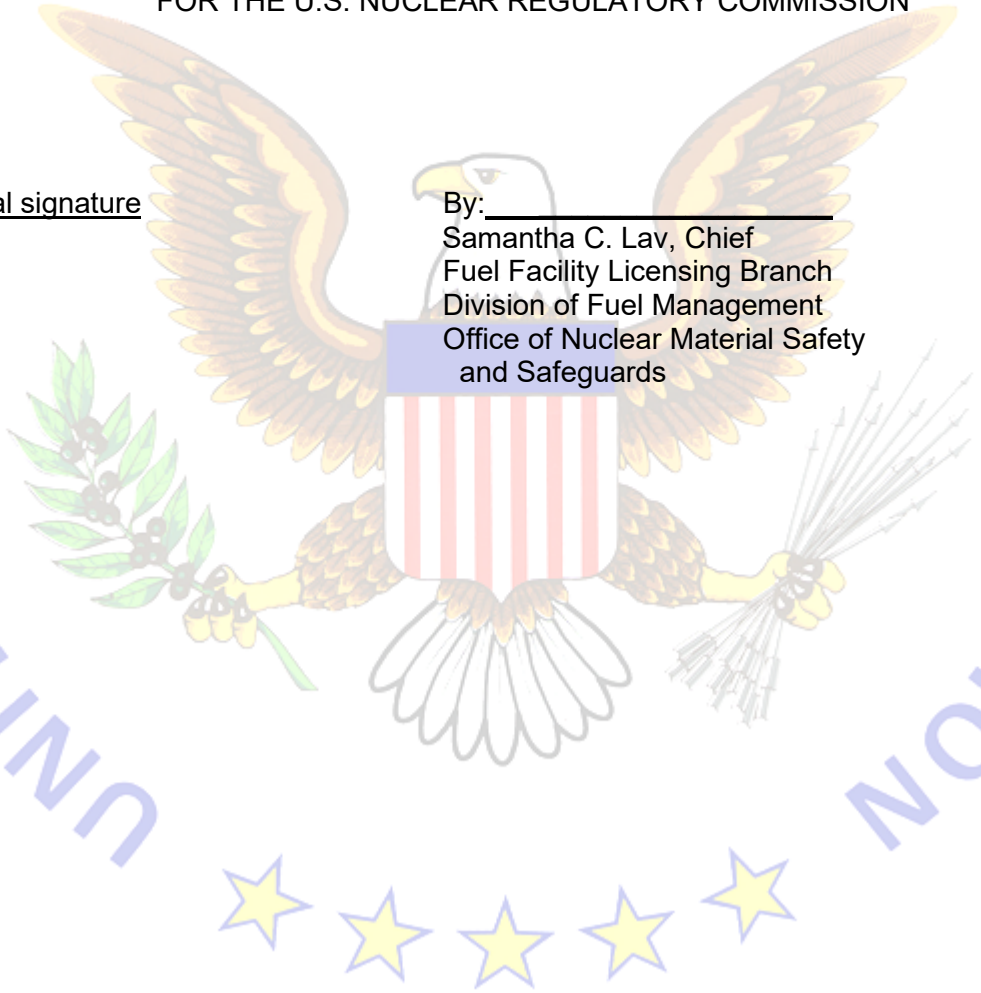 FOR THE U.S. NUCLEAR REGULATORY COMMISSION
signature
By:
Samantha C. Lav, Chief
Fuel Facility Licensing Branch
Division of Fuel Management
Office of Nuclear Material Safety
and Safeguards